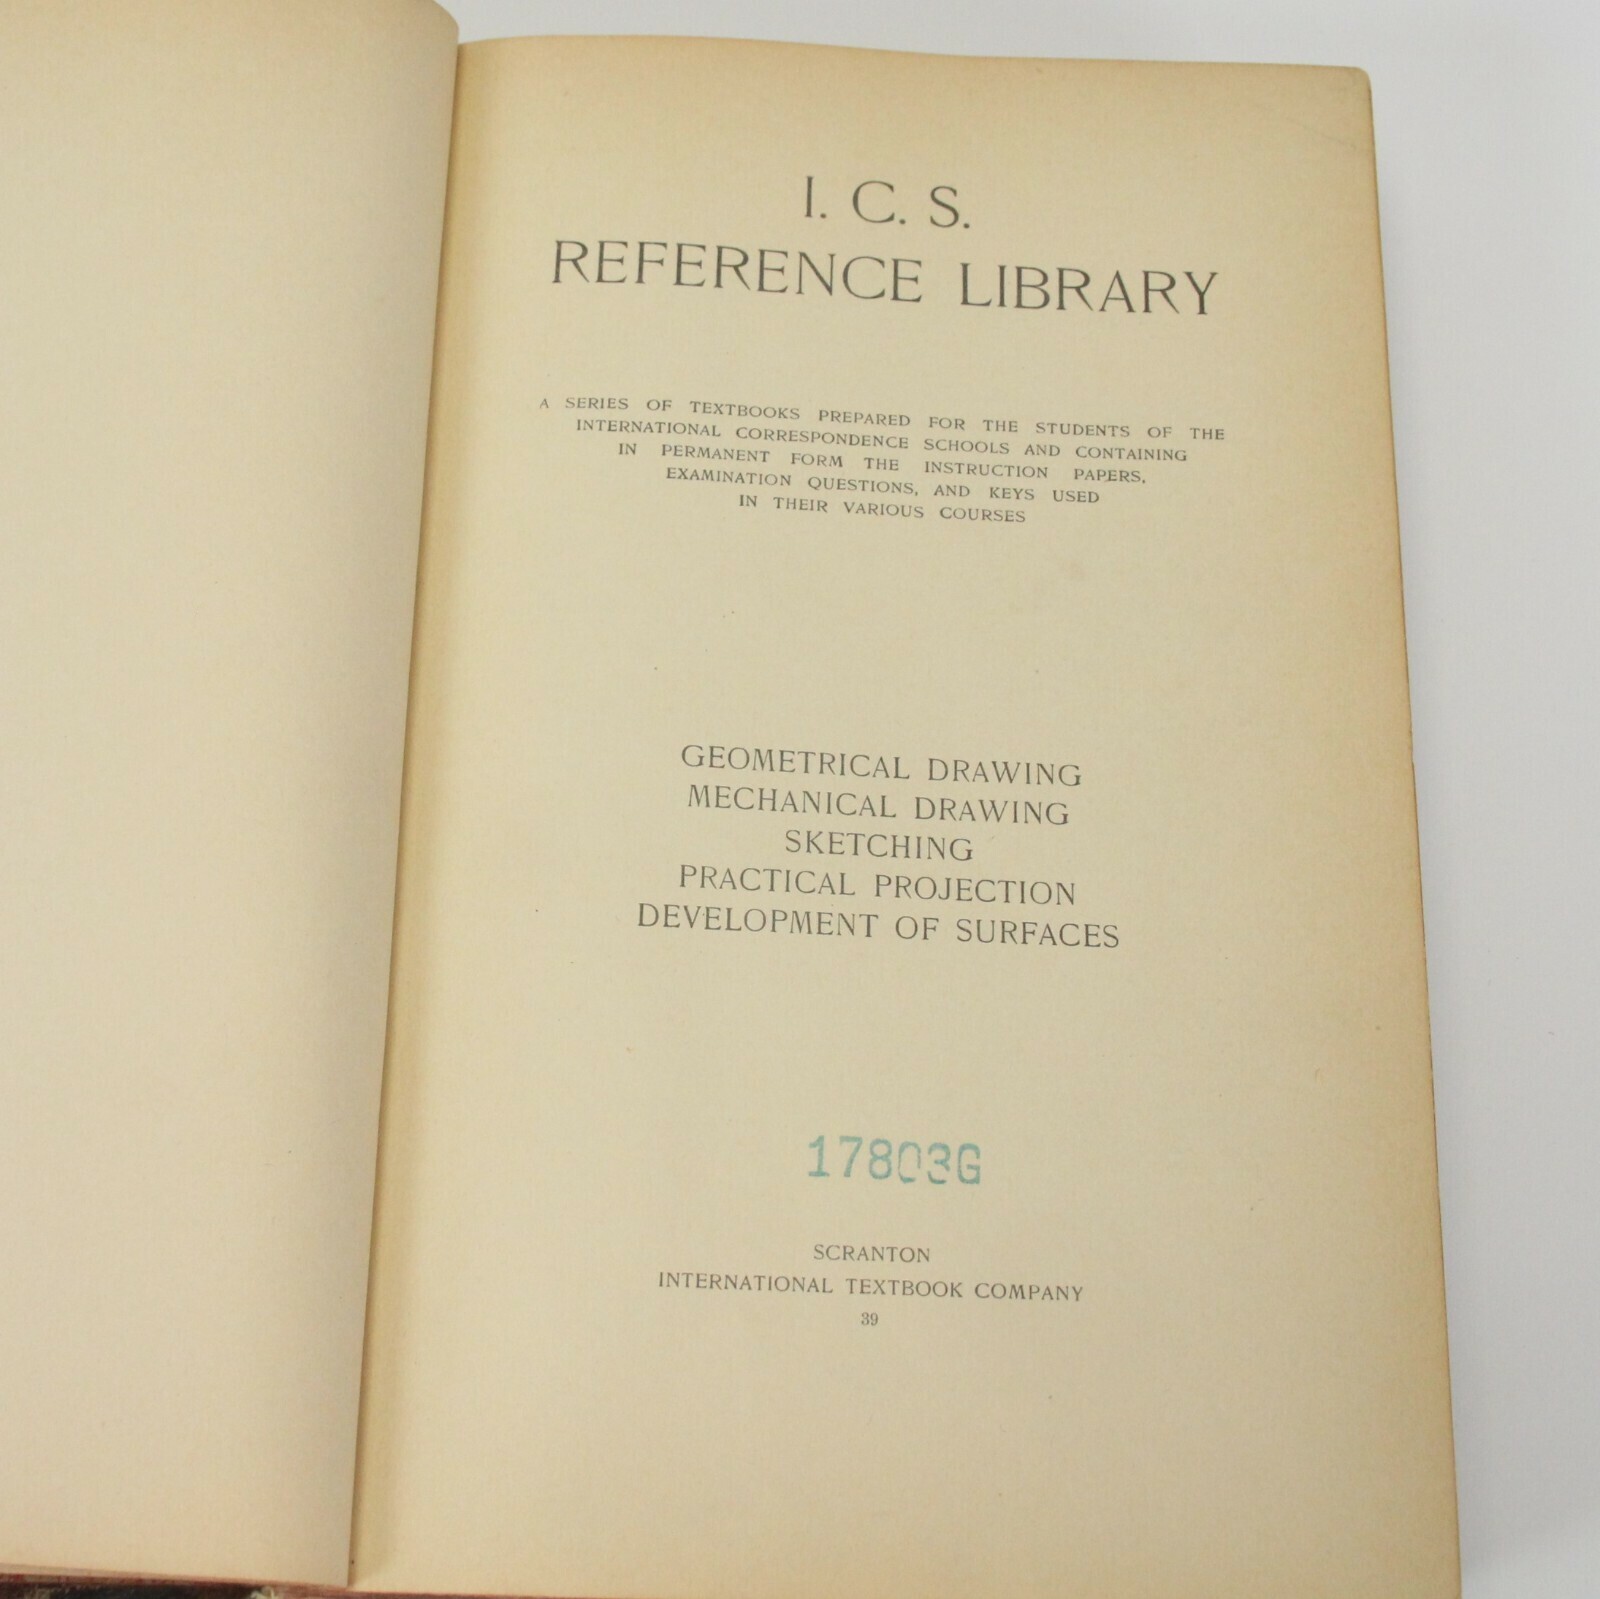 I. C. S.
REFERENCE LIBRARY
A SERIES OF TEXTBOOKS PREPARED FOR THE STUDENTS OF THE
INTERNATIONAL CORRESPONDENCE SCHOOLS AND CONTAINING
IN PERMANENT FORM THE INSTRUCTION PAPERS,
EXAMINATION QUESTIONS, AND KEYS USED
IN THEIR VARIOUS COURSES
GEOMETRICAL DRAWING
MECHANICAL DRAWING
SKETCHING
PRACTICAL PROJECTION
DEVELOPMENT OF SURFACES
17803G
SCRANTON
INTERNATIONAL TEXTBOOK COMPANY
39